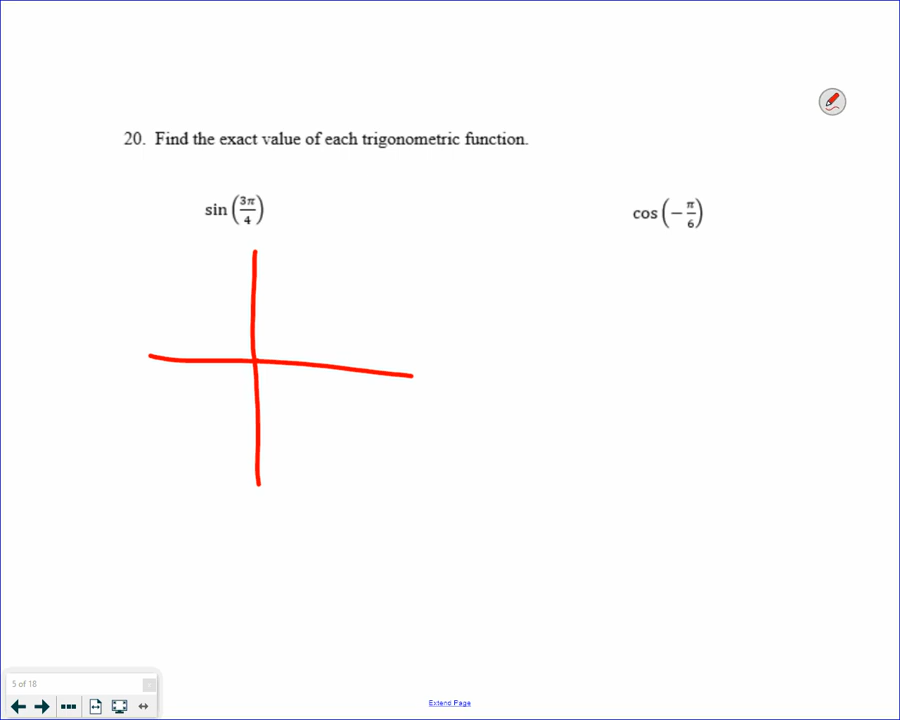 20. Find the exact value of each trigonometric function.
sin (3π/4) cos (−π/6)
5 of 18
Extend Page